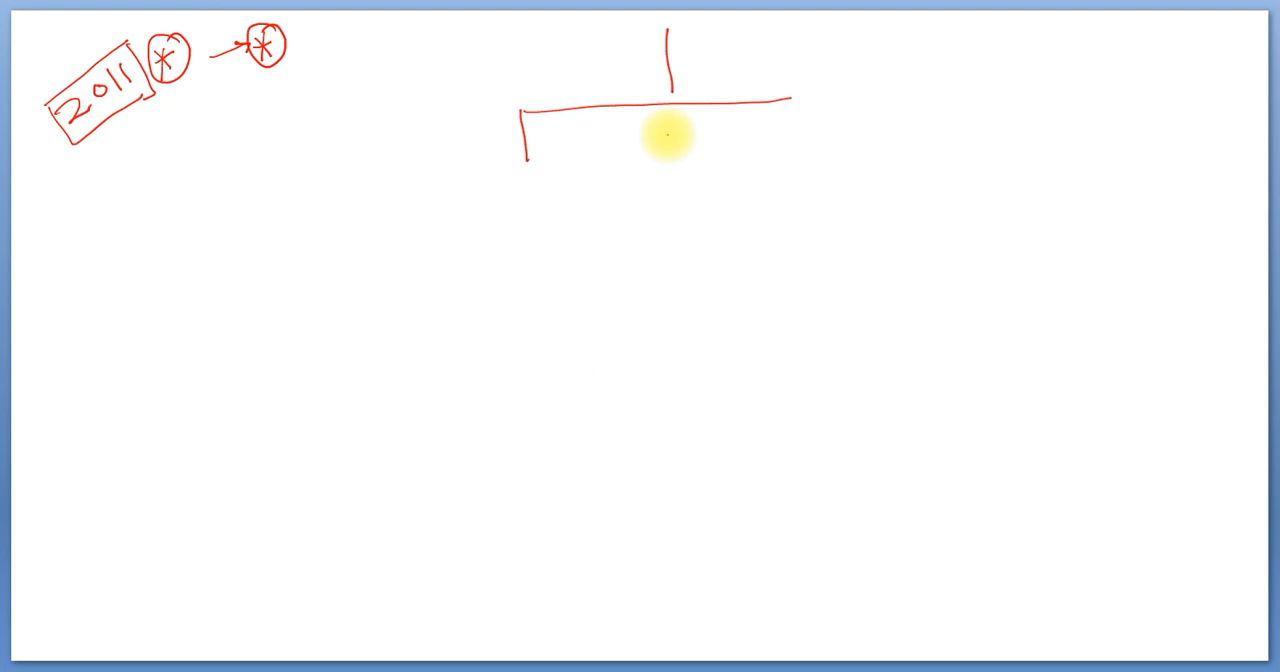 2011 * → *